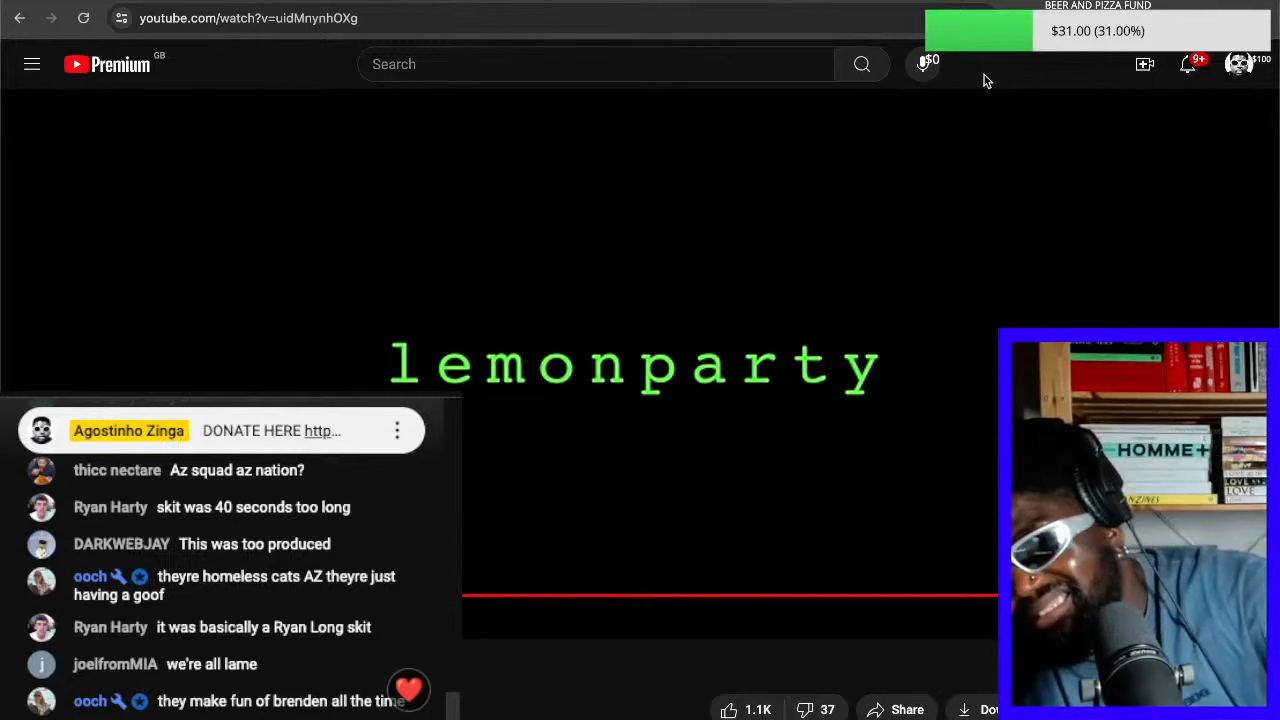 youtube.com/watch?v=uidMnynhOXg
BEER AND PIZZA FUND
$31.00 (31.00%)
$0
$100
Premium
GB
Search
9+
lemonparty
Agostinho Zinga DONATE HERE http...
thicc nectare Az squad az nation?
Ryan Harty skit was 40 seconds too long
DARKWEBJAY This was too produced
ooch theyre homeless cats AZ theyre just
having a goof
Ryan Harty it was basically a Ryan Long skit
j
joelfromMIA we're all lame
ooch they make fun of brenden all the time
1.1K
37
Share
Dow
HOMME+
LOVE
LOVE